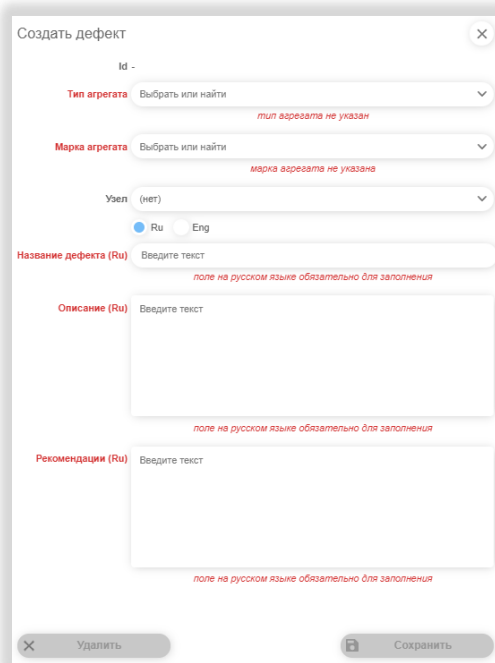 Создать дефект
Id -
Тип агрегата Выбрать или найти
тип агрегата не указан
Марка агрегата Выбрать или найти
марка агрегата не указана
Узел (нет)
Ru Eng
Название дефекта (Ru) Введите текст
поле на русском языке обязательно для заполнения
Описание (Ru) Введите текст
поле на русском языке обязательно для заполнения
Рекомендации (Ru) Введите текст
поле на русском языке обязательно для заполнения
Удалить Сохранить